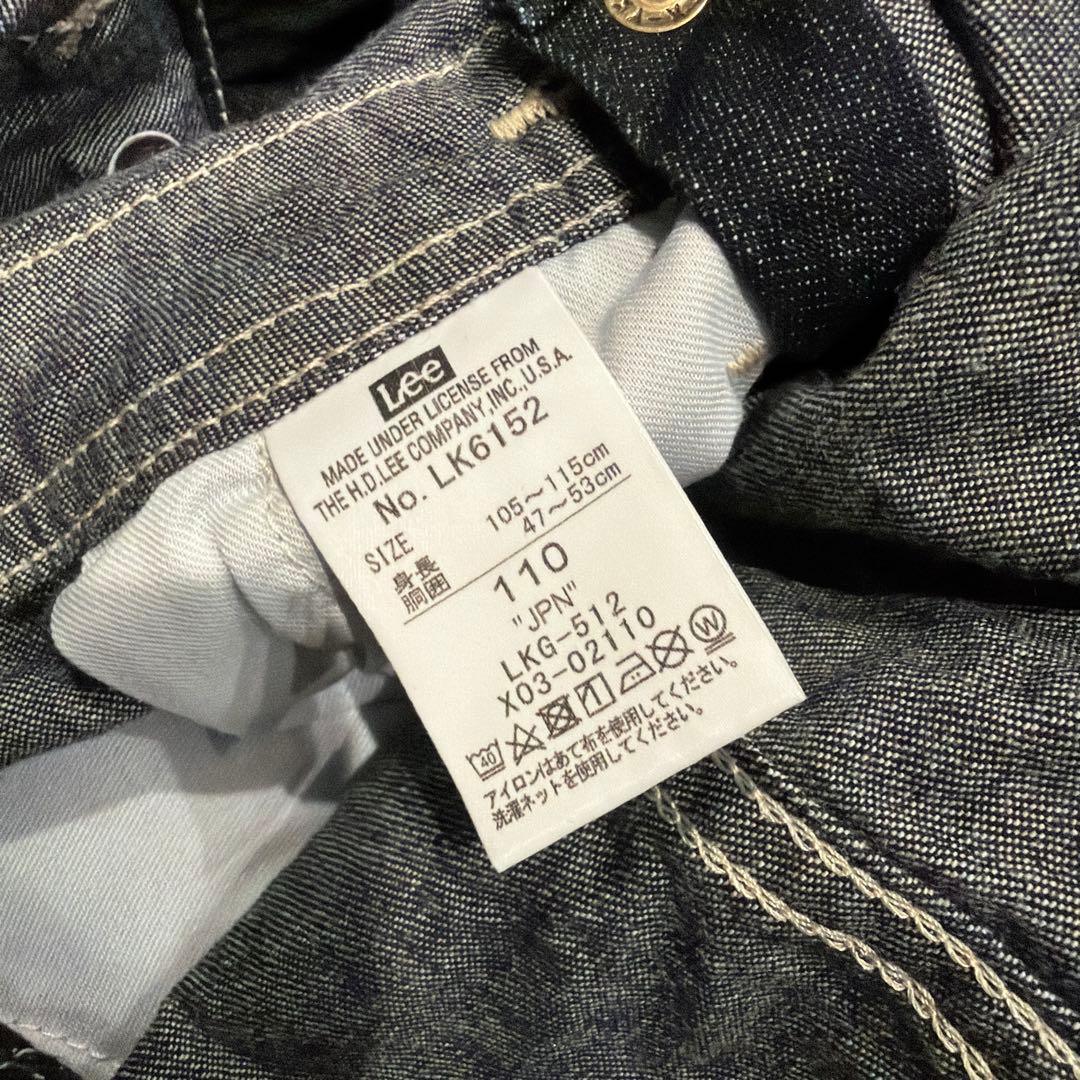 Lee
MADE UNDER LICENSE FROM
THE H.D.LEE COMPANY,INC.,U.S.A.
No. LK6152
SIZE
身長 105～115cm
胴囲 47～53cm
110
"JPN"
LKG-512
X03-02110
40 W
アイロンはあて布を使用してください。
洗濯ネットを使用してください。